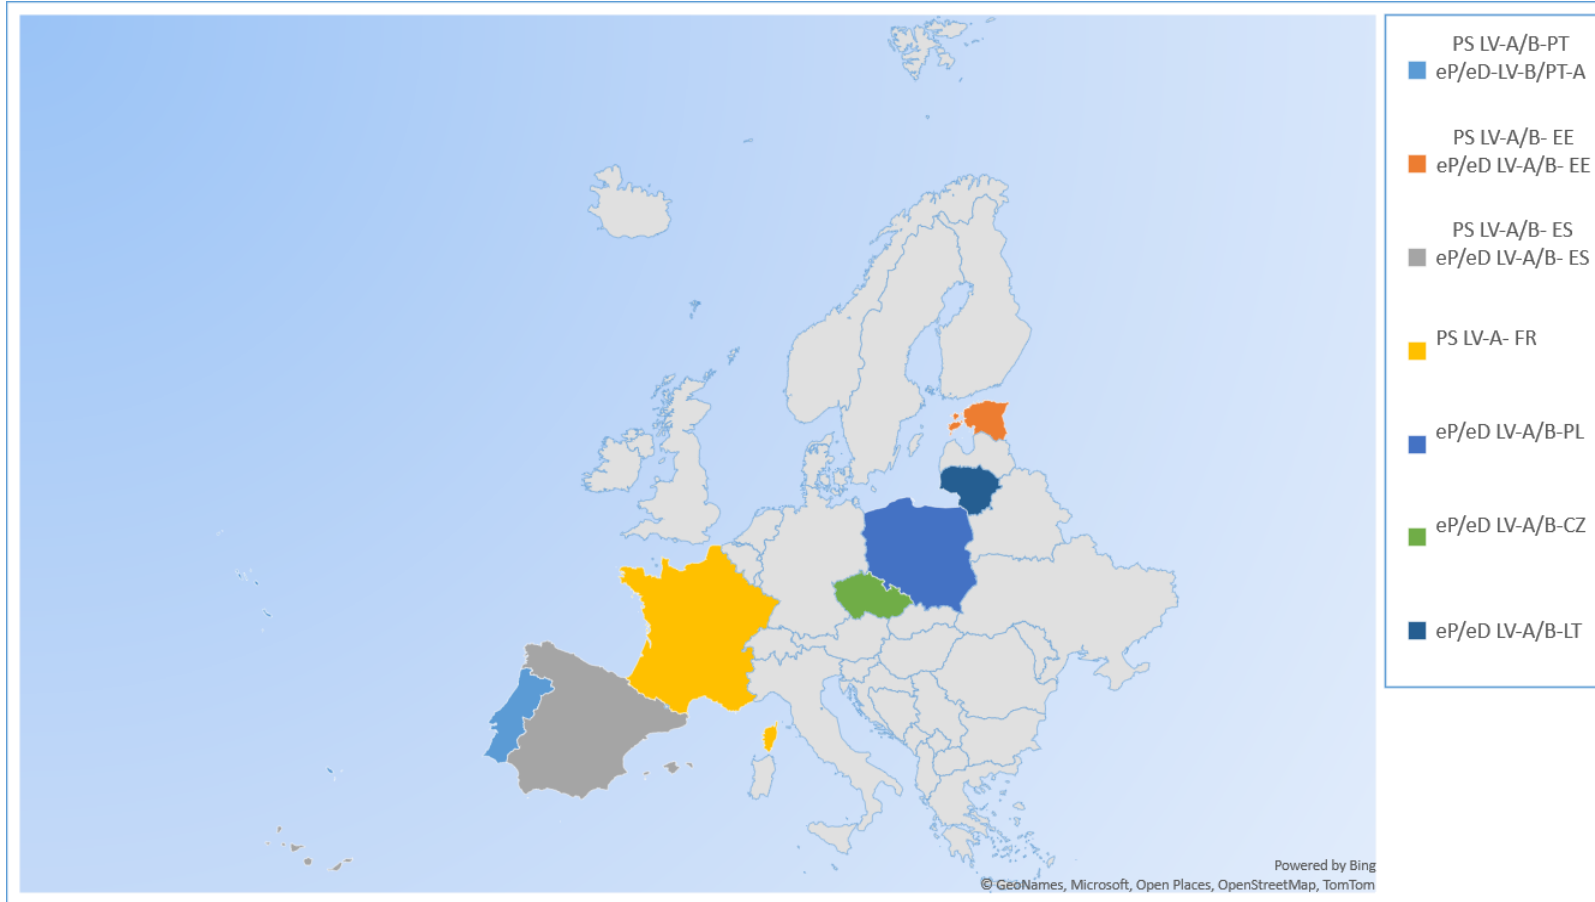 PS LV-A/B-PT
eP/eD-LV-B/PT-A
PS LV-A/B- EE
eP/eD LV-A/B- EE
PS LV-A/B- ES
eP/eD LV-A/B- ES
PS LV-A- FR
eP/eD LV-A/B-PL
eP/eD LV-A/B-CZ
eP/eD LV-A/B-LT
Powered by Bing
© GeoNames, Microsoft, Open Places, OpenStreetMap, TomTom